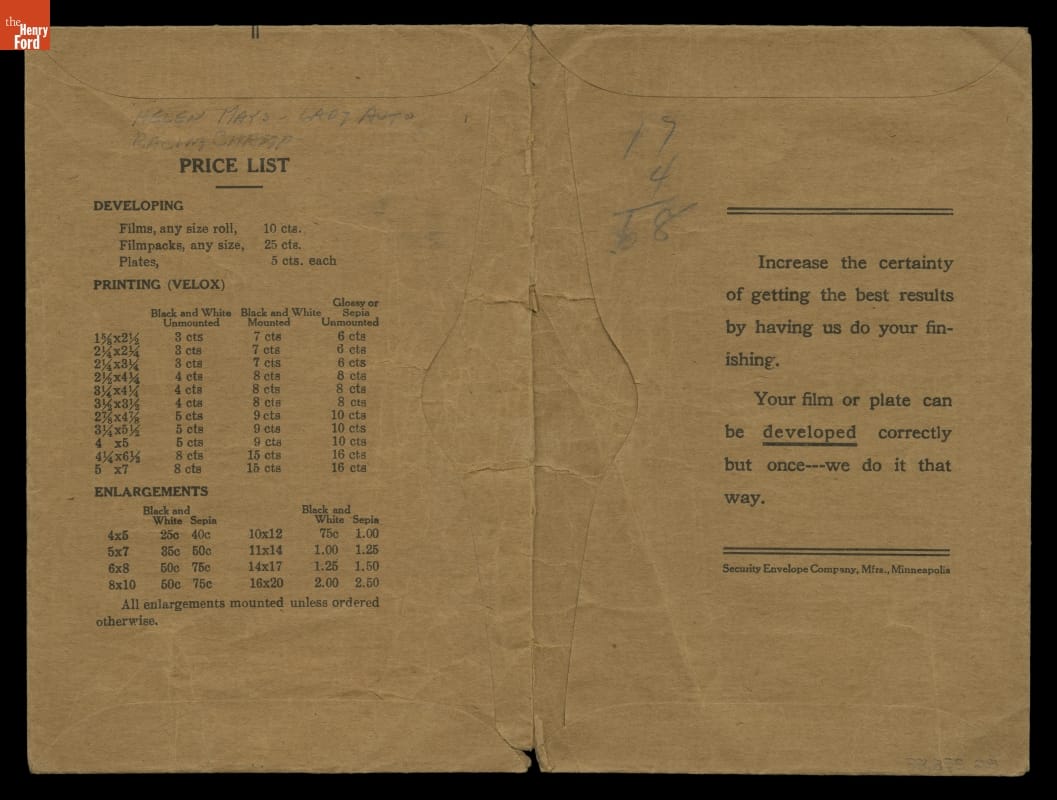 the
Henry
Ford
HELEN MAYS - LADY AUTO
RACING CHAMP
PRICE LIST
DEVELOPING
Films, any size roll, 10 cts.
Filmpacks, any size, 25 cts.
Plates, 5 cts. each
PRINTING (VELOX)
Glossy or
Black and White Black and White Sepia
Unmounted Mounted Unmounted
1⅝x2½ 3 cts 7 cts 6 cts
2¼x2¼ 3 cts 7 cts 6 cts
2¼x3¼ 3 cts 7 cts 6 cts
2½x4¼ 4 cts 8 cts 8 cts
3¼x4¼ 4 cts 8 cts 8 cts
3½x3½ 4 cts 8 cts 8 cts
2⅞x4⅞ 5 cts 9 cts 10 cts
3¼x5½ 5 cts 9 cts 10 cts
4 x5 5 cts 9 cts 10 cts
4¼x6½ 8 cts 15 cts 16 cts
5 x7 8 cts 15 cts 16 cts
ENLARGEMENTS
Black and Black and
White Sepia White Sepia
4x5 25c 40c 10x12 75c 1.00
5x7 35c 50c 11x14 1.00 1.25
6x8 50c 75c 14x17 1.25 1.50
8x10 50c 75c 16x20 2.00 2.50
All enlargements mounted unless ordered
otherwise.
17
4
68
Increase the certainty
of getting the best results
by having us do your fin-
ishing.
Your film or plate can
be developed correctly
but once---we do it that
way.
Security Envelope Company, Mfrs., Minneapolis